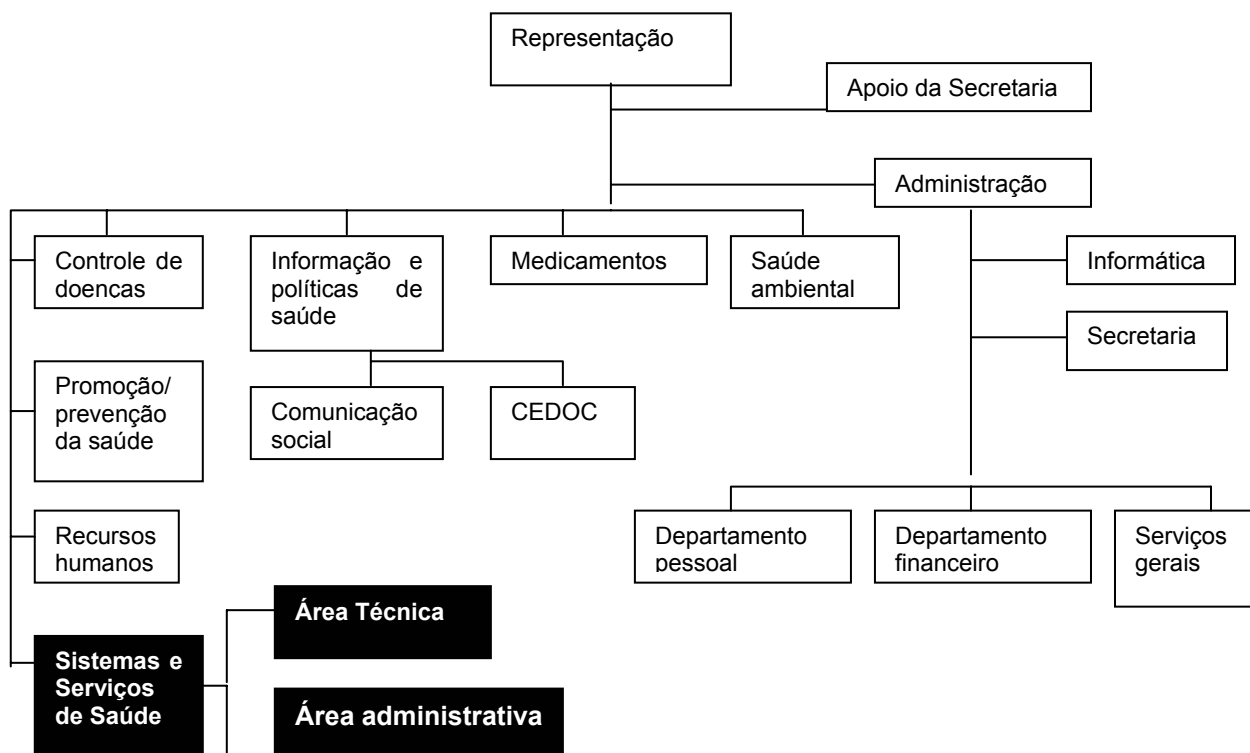 Representação
Apoio da Secretaria
Administração
Controle de
doencas
Informação e
políticas de
saúde
Medicamentos
Saúde
ambiental
Informática
Secretaria
Promoção/
prevenção
da saúde
Comunicação
social
CEDOC
Recursos
humanos
Departamento
pessoal
Departamento
financeiro
Serviços
gerais
Área Técnica
Sistemas e
Serviços
de Saúde
Área administrativa